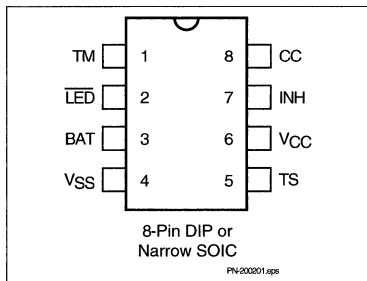 TM 1 8 CC
LED 2 7 INH
BAT 3 6 VCC
VSS 4 5 TS
8-Pin DIP or
Narrow SOIC
PN-200201.eps